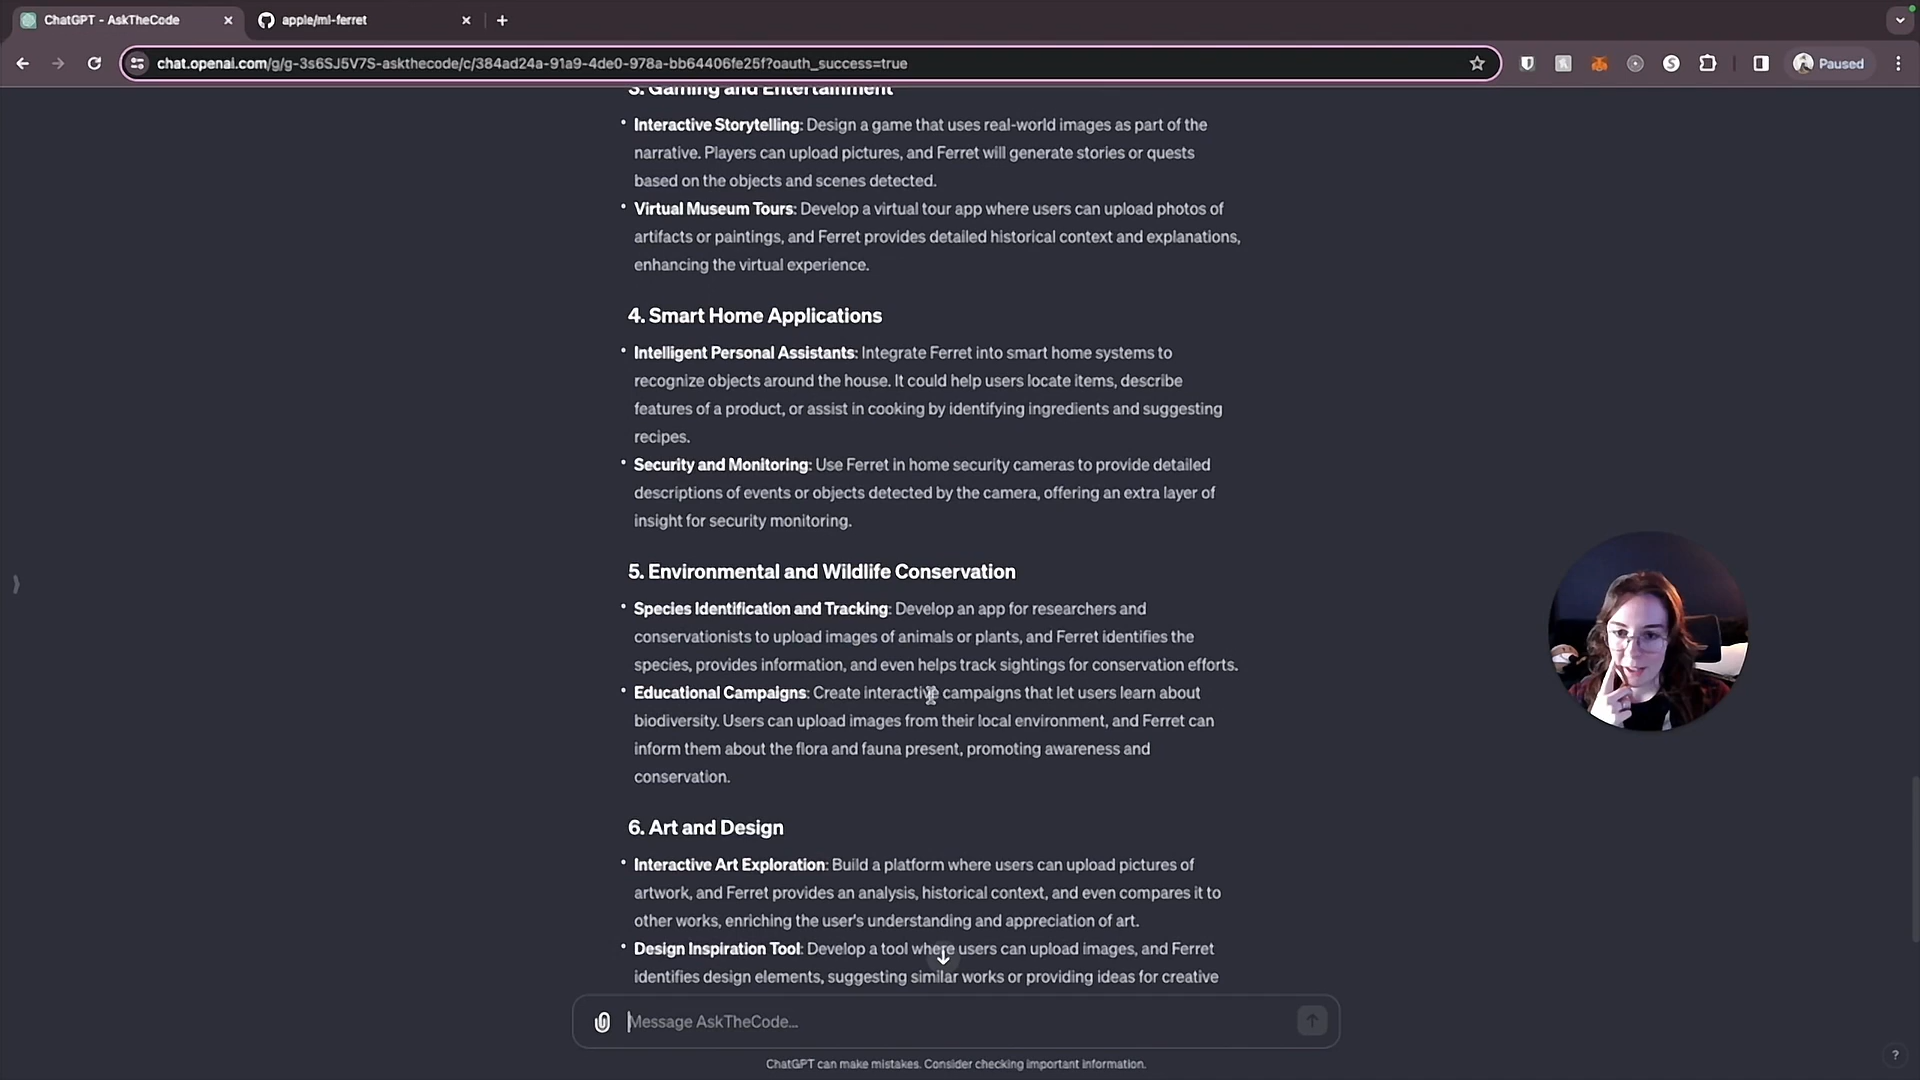 ChatGPT - AskTheCode
apple/ml-ferret
chat.openai.com/g/g-3s6SJ5V7S-askthecode/c/384ad24a-91a9-4de0-978a-bb64406fe25f?oauth_success=true
Paused
3. Gaming and Entertainment
• Interactive Storytelling: Design a game that uses real-world images as part of the
narrative. Players can upload pictures, and Ferret will generate stories or quests
based on the objects and scenes detected.
• Virtual Museum Tours: Develop a virtual tour app where users can upload photos of
artifacts or paintings, and Ferret provides detailed historical context and explanations,
enhancing the virtual experience.
4. Smart Home Applications
• Intelligent Personal Assistants: Integrate Ferret into smart home systems to
recognize objects around the house. It could help users locate items, describe
features of a product, or assist in cooking by identifying ingredients and suggesting
recipes.
• Security and Monitoring: Use Ferret in home security cameras to provide detailed
descriptions of events or objects detected by the camera, offering an extra layer of
insight for security monitoring.
5. Environmental and Wildlife Conservation
• Species Identification and Tracking: Develop an app for researchers and
conservationists to upload images of animals or plants, and Ferret identifies the
species, provides information, and even helps track sightings for conservation efforts.
• Educational Campaigns: Create interactive campaigns that let users learn about
biodiversity. Users can upload images from their local environment, and Ferret can
inform them about the flora and fauna present, promoting awareness and
conservation.
6. Art and Design
• Interactive Art Exploration: Build a platform where users can upload pictures of
artwork, and Ferret provides an analysis, historical context, and even compares it to
other works, enriching the user's understanding and appreciation of art.
• Design Inspiration Tool: Develop a tool where users can upload images, and Ferret
identifies design elements, suggesting similar works or providing ideas for creative
Message AskTheCode...
ChatGPT can make mistakes. Consider checking important information.
?